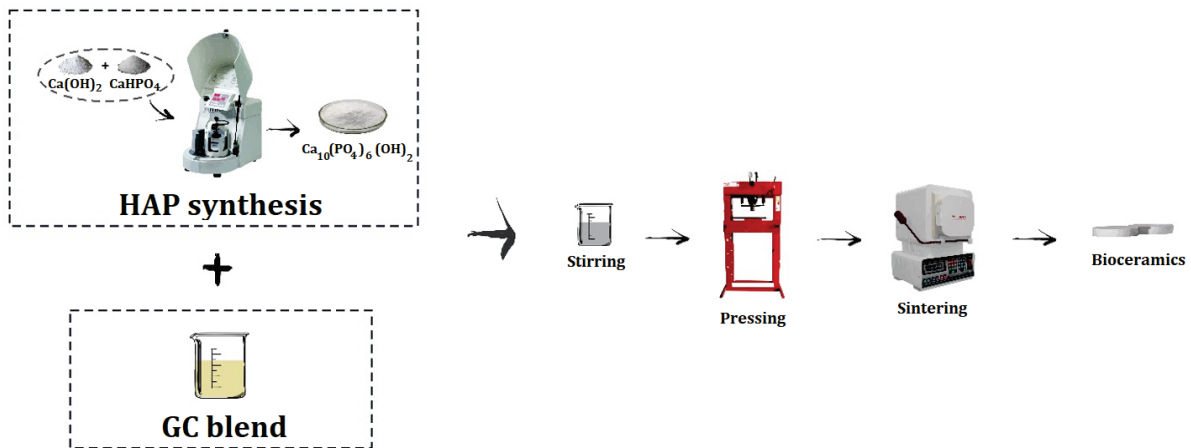 +
Ca(OH)₂ CaHPO₄
Ca₁₀(PO₄)₆(OH)₂
HAP synthesis
+
GC blend
Stirring
Pressing
Sintering
Bioceramics